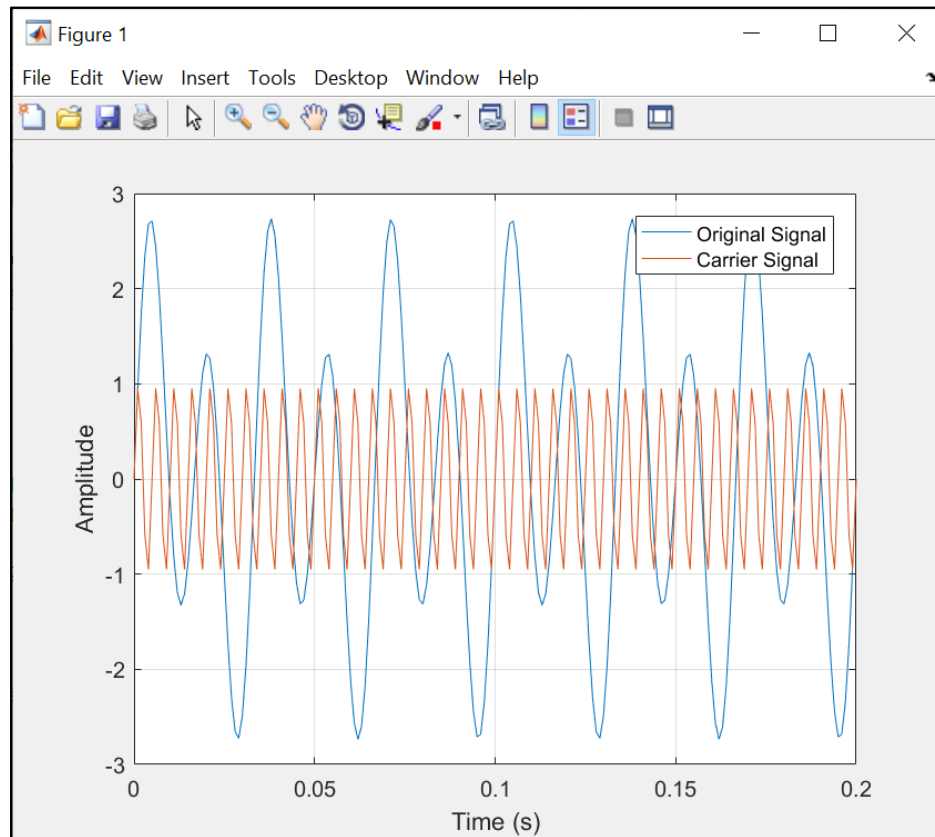 Figure 1
File Edit View Insert Tools Desktop Window Help
3
Original Signal
Carrier Signal
2
1
0
-1
-2
-3
Amplitude
0 0.05 0.1 0.15 0.2
Time (s)